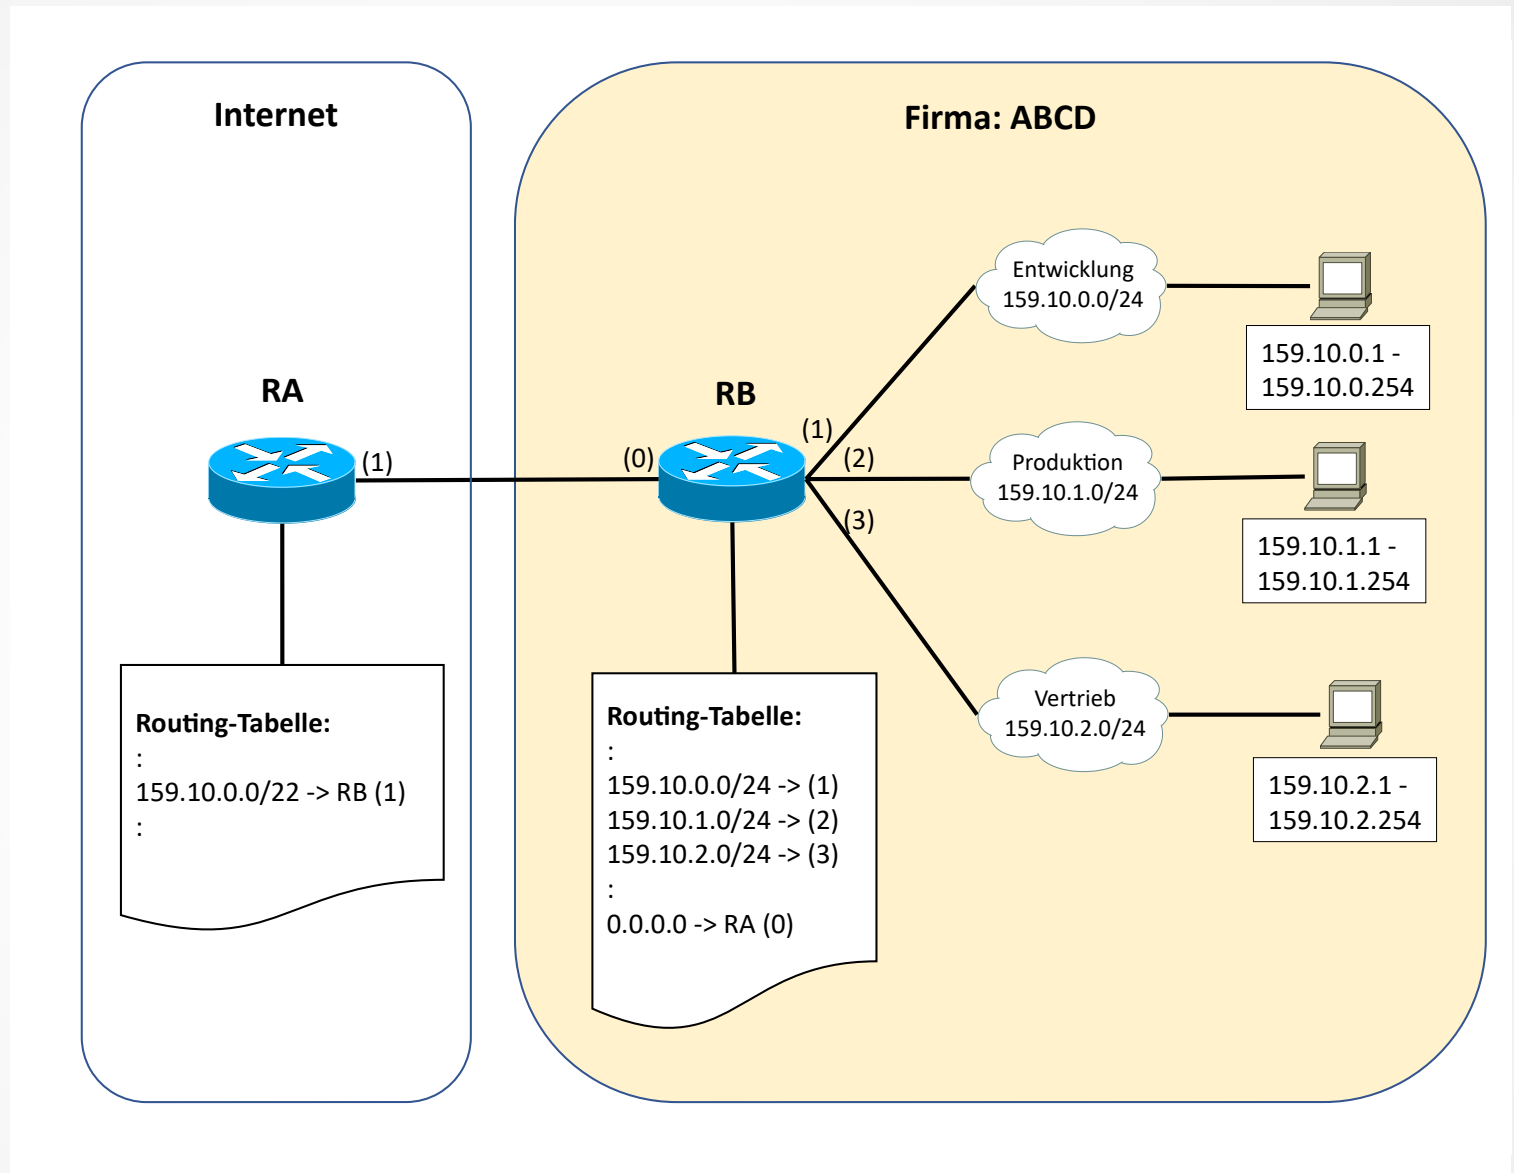 Internet
Firma: ABCD
RA
(1)
RB
(0)
(1)
(2)
(3)
Entwicklung
159.10.0.0/24
159.10.0.1 -
159.10.0.254
Produktion
159.10.1.0/24
159.10.1.1 -
159.10.1.254
Vertrieb
159.10.2.0/24
159.10.2.1 -
159.10.2.254
Routing-Tabelle:
:
159.10.0.0/22 -> RB (1)
:
Routing-Tabelle:
:
159.10.0.0/24 -> (1)
159.10.1.0/24 -> (2)
159.10.2.0/24 -> (3)
:
0.0.0.0 -> RA (0)